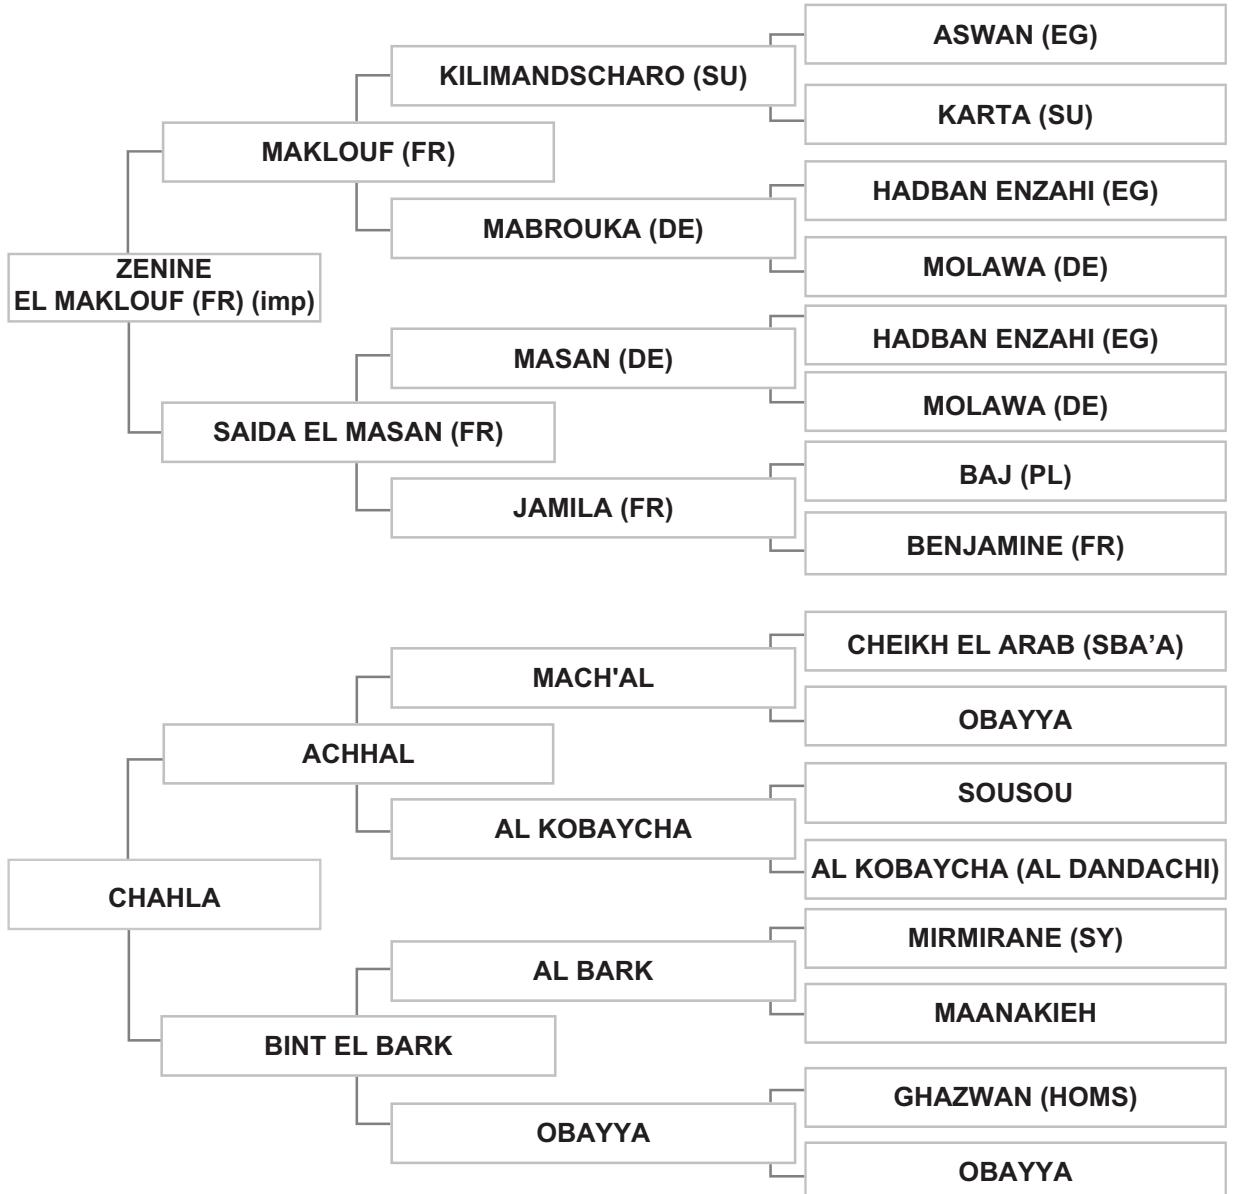 ASWAN (EG)
KILIMANDSCHARO (SU)
KARTA (SU)
MAKLOUF (FR)
HADBAN ENZAHI (EG)
MABROUKA (DE)
MOLAWA (DE)
ZENINE
EL MAKLOUF (FR) (imp)
HADBAN ENZAHI (EG)
MASAN (DE)
MOLAWA (DE)
SAIDA EL MASAN (FR)
BAJ (PL)
JAMILA (FR)
BENJAMINE (FR)
CHEIKH EL ARAB (SBA’A)
MACH'AL
OBAYYA
ACHHAL
SOUSOU
AL KOBAYCHA
AL KOBAYCHA (AL DANDACHI)
CHAHLA
MIRMIRANE (SY)
AL BARK
MAANAKIEH
BINT EL BARK
GHAZWAN (HOMS)
OBAYYA
OBAYYA